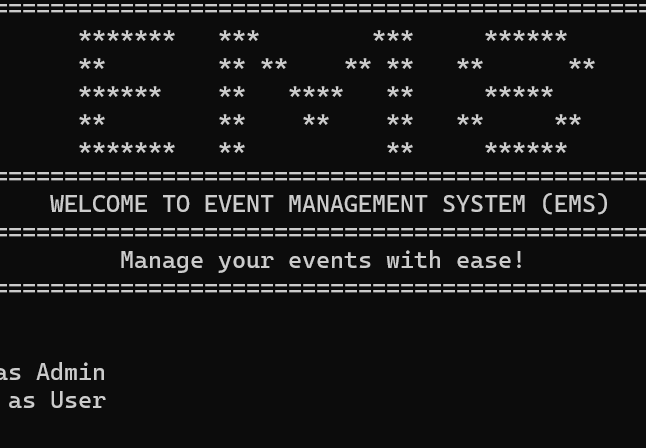 ==============================================
*******   ***        ***     ******
**        ** **    ** **   **      **
******    **   ****   **     *****
**        **    **    **   **     **
*******   **          **     ******
==============================================
WELCOME TO EVENT MANAGEMENT SYSTEM (EMS)
==============================================
Manage your events with ease!
==============================================
as Admin
as User